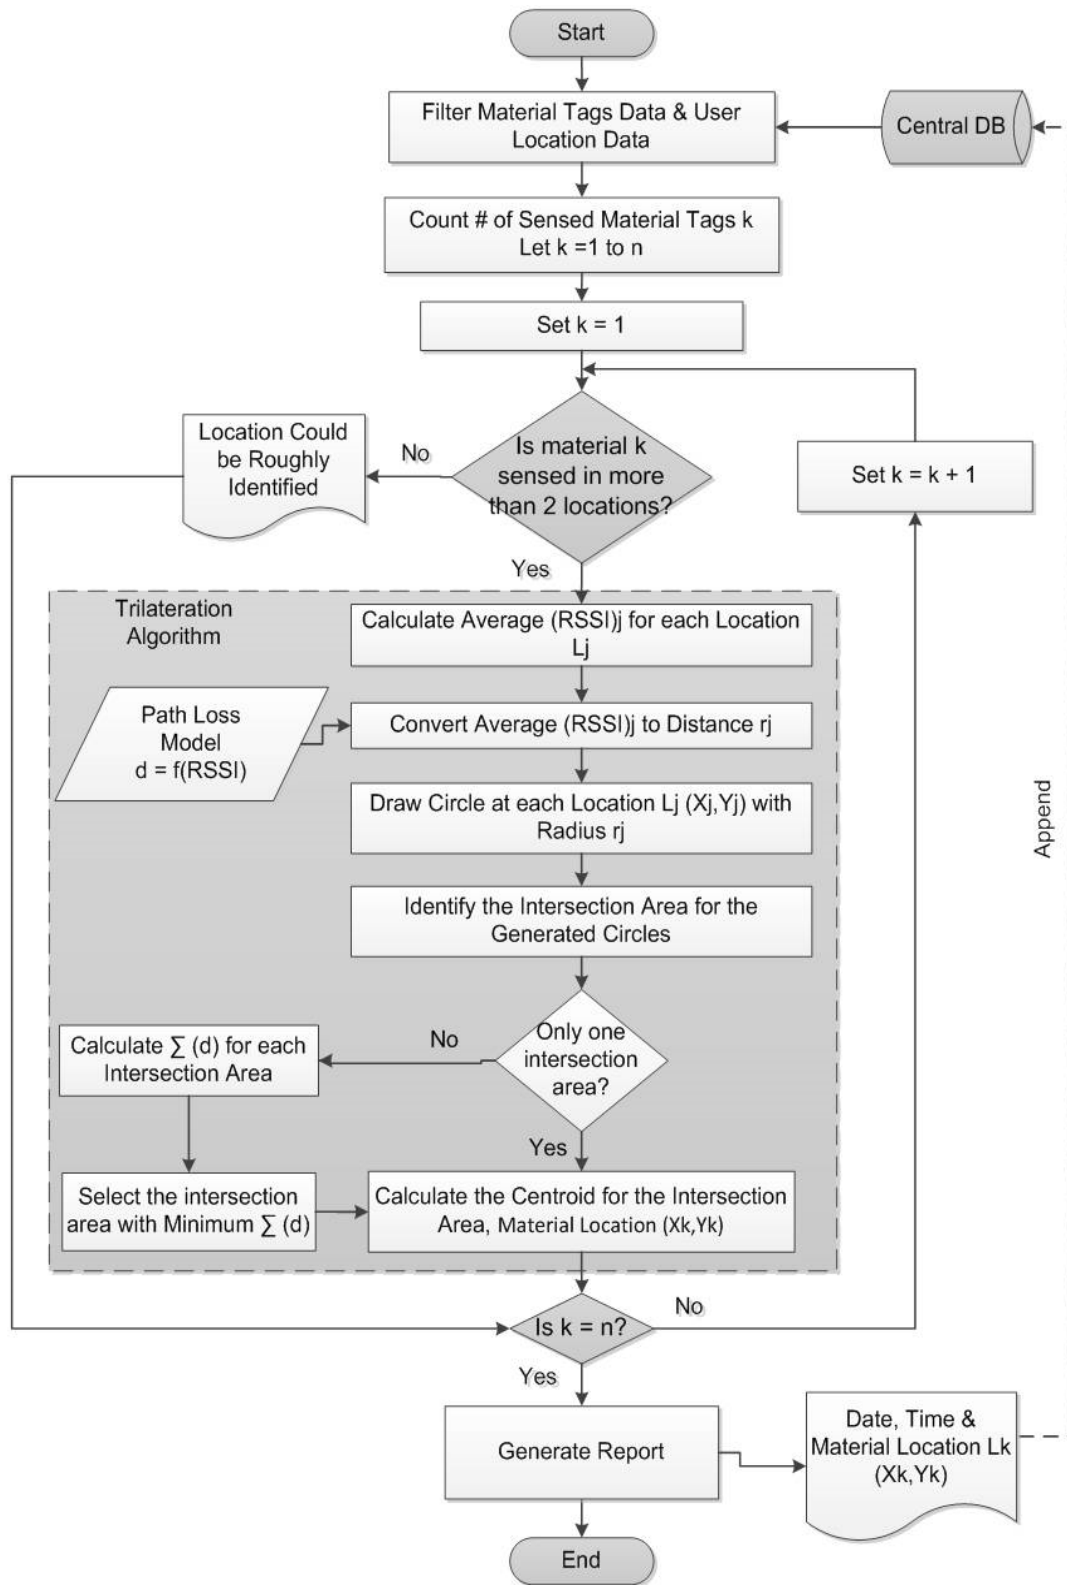 Start
Filter Material Tags Data & User
Location Data
Central DB
Count # of Sensed Material Tags k
Let k =1 to n
Set k = 1
Location Could
be Roughly
Identified
No
Is material k
sensed in more
than 2 locations?
Set k = k + 1
Yes
Trilateration
Algorithm
Calculate Average (RSSI)j for each Location
Lj
Path Loss
Model
d = f(RSSI)
Convert Average (RSSI)j to Distance rj
Draw Circle at each Location Lj (Xj,Yj) with
Radius rj
Append
Identify the Intersection Area for the
Generated Circles
Only one
intersection
area?
No
Calculate ∑ (d) for each
Intersection Area
Yes
Select the intersection
area with Minimum ∑ (d)
Calculate the Centroid for the Intersection
Area, Material Location (Xk,Yk)
Is k = n?
No
Yes
Generate Report
Date, Time &
Material Location Lk
(Xk,Yk)
End